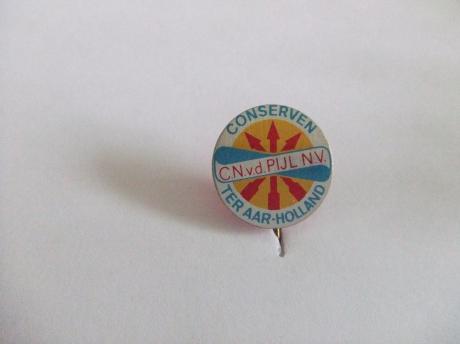 CONSERVEN
C.N.v.d. PIJL N.V.
TER AAR-HOLLAND